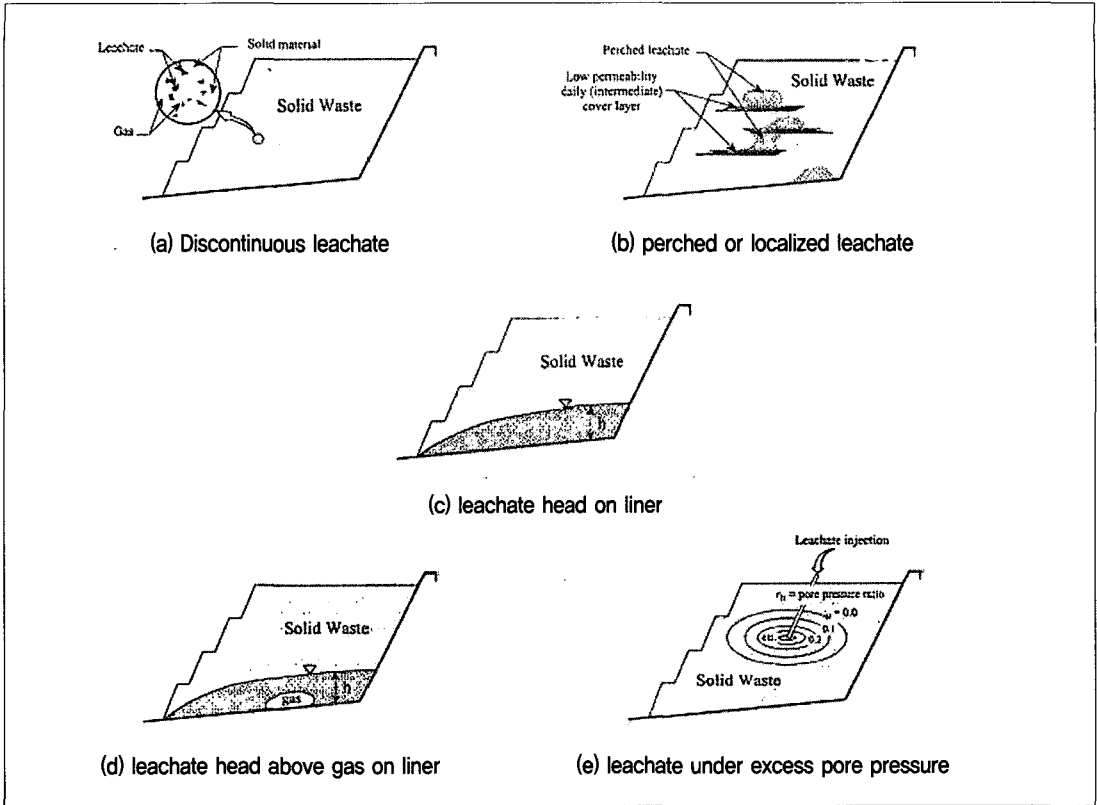 Leachate
Solid material
Gas
Solid Waste
(a) Discontinuous leachate
Perched leachate
Low permeability
daily (intermediate)
cover layer
Solid Waste
(b) perched or localized leachate
Solid Waste
h
(c) leachate head on liner
Solid Waste
h
gas
(d) leachate head above gas on liner
Leachate injection
= pore pressure ratio
= 0.0
0.1
0.2
etc.
Solid Waste
(e) leachate under excess pore pressure